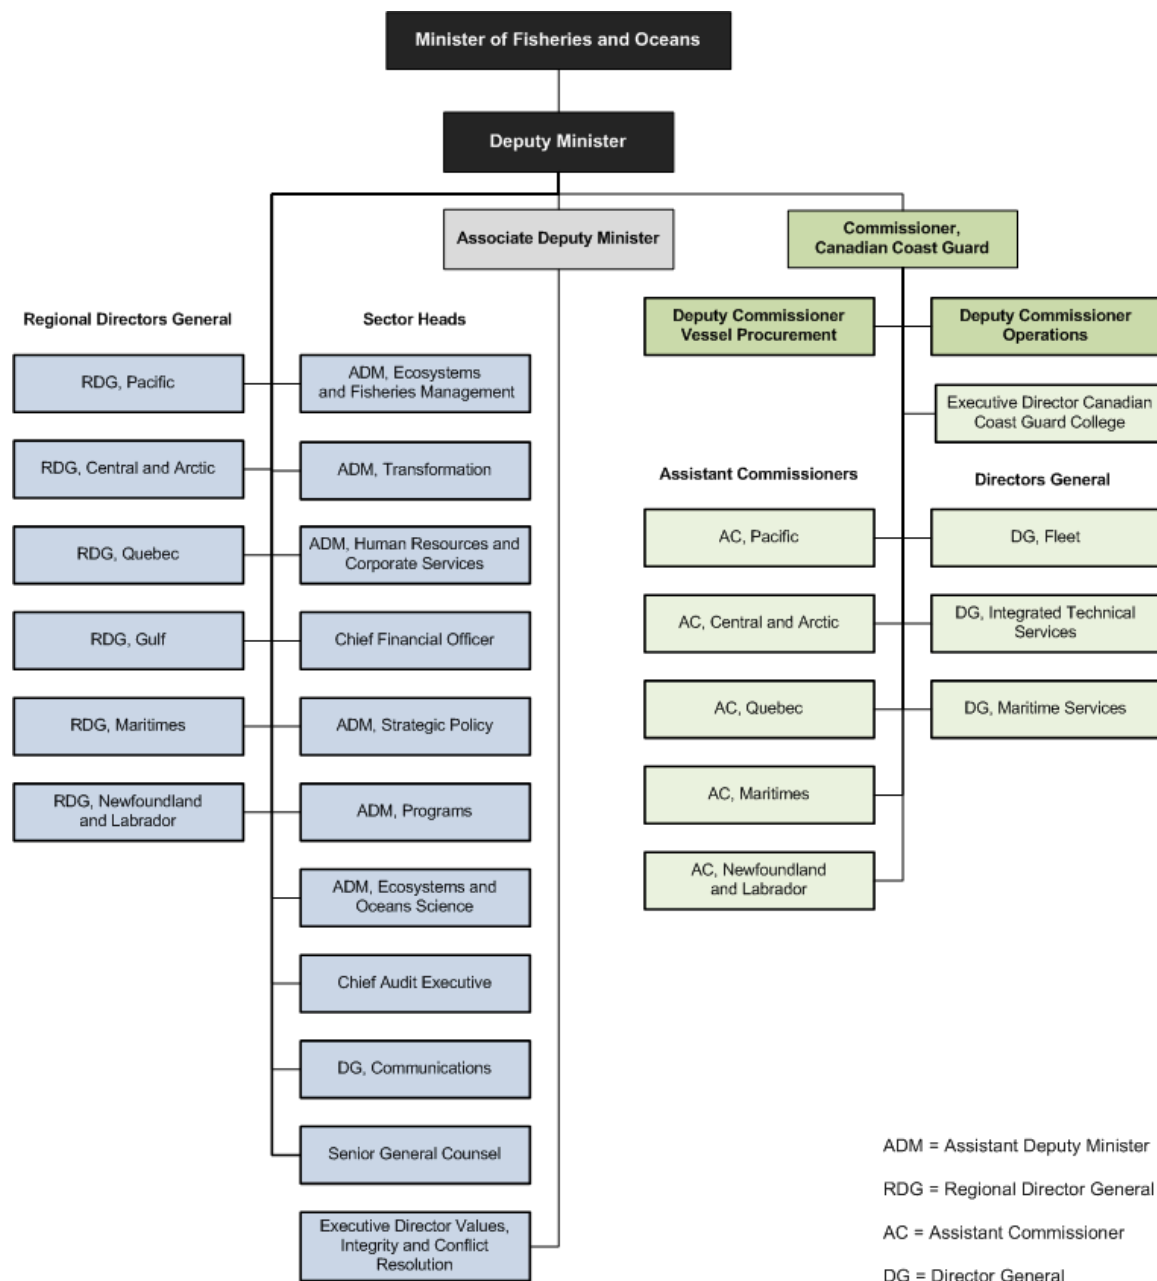 Minister of Fisheries and Oceans
Deputy Minister
Associate Deputy Minister
Commissioner,
Canadian Coast Guard
Regional Directors General
RDG, Pacific
RDG, Central and Arctic
RDG, Quebec
RDG, Gulf
RDG, Maritimes
RDG, Newfoundland
and Labrador
Sector Heads
ADM, Ecosystems
and Fisheries Management
ADM, Transformation
ADM, Human Resources and
Corporate Services
Chief Financial Officer
ADM, Strategic Policy
ADM, Programs
ADM, Ecosystems and
Oceans Science
Chief Audit Executive
DG, Communications
Senior General Counsel
Executive Director Values,
Integrity and Conflict
Resolution
Deputy Commissioner
Vessel Procurement
Deputy Commissioner
Operations
Executive Director Canadian
Coast Guard College
Assistant Commissioners
AC, Pacific
AC, Central and Arctic
AC, Quebec
AC, Maritimes
AC, Newfoundland
and Labrador
Directors General
DG, Fleet
DG, Integrated Technical
Services
DG, Maritime Services
ADM = Assistant Deputy Minister
RDG = Regional Director General
AC = Assistant Commissioner
DG = Director General